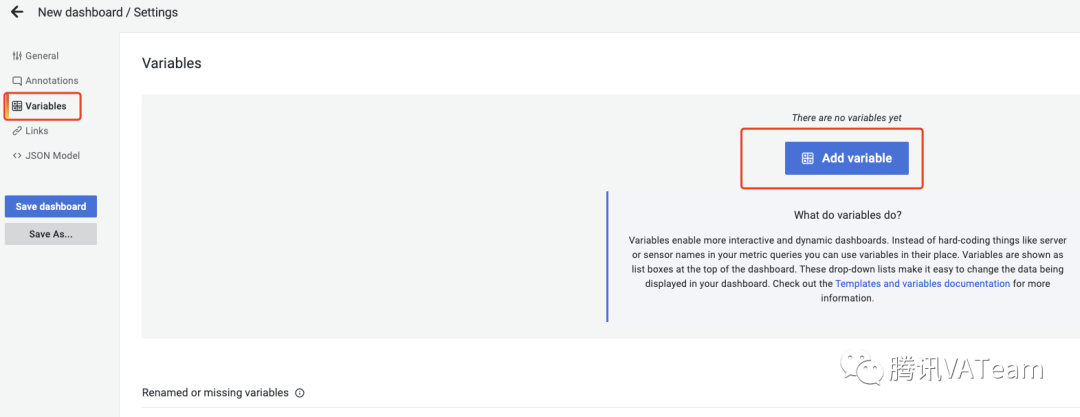 New dashboard / Settings
General
Annotations
Variables
Links
JSON Model
Save dashboard
Save As...
Variables
There are no variables yet
Add variable
What do variables do?
Variables enable more interactive and dynamic dashboards. Instead of hard-coding things like server
or sensor names in your metric queries you can use variables in their place. Variables are shown as
list boxes at the top of the dashboard. These drop-down lists make it easy to change the data being
displayed in your dashboard. Check out the Templates and variables documentation for more
information.
Renamed or missing variables
腾讯VATeam